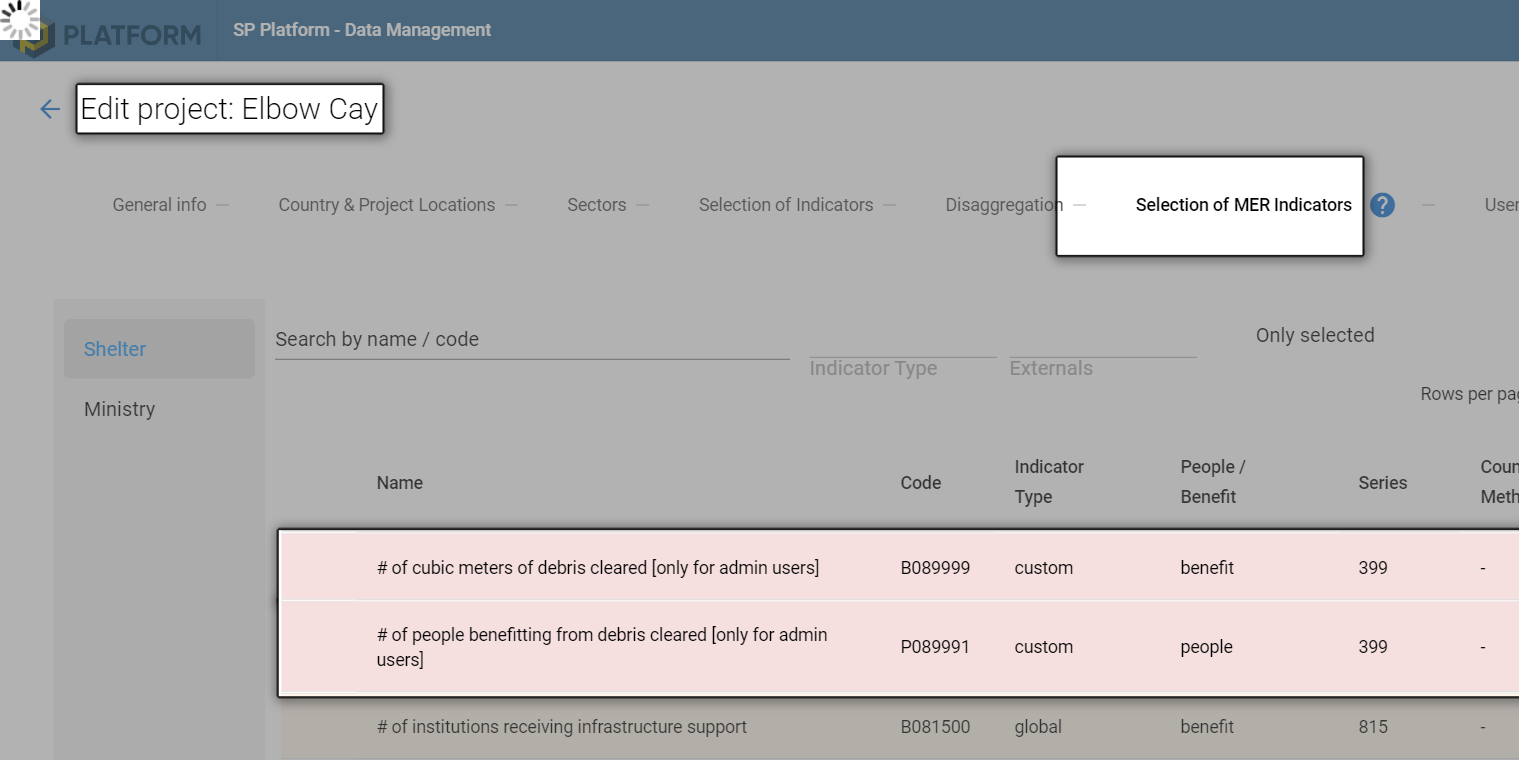 PLATFORM
SP Platform - Data Management
Edit project: Elbow Cay
General info
Country & Project Locations
Sectors
Selection of Indicators
Disaggregation
Selection of MER Indicators
?
User
Shelter
Ministry
Search by name / code
Indicator Type
Externals
Only selected
Rows per pag
Name
Code
Indicator
Type
People /
Benefit
Series
Coun
Meth
# of cubic meters of debris cleared [only for admin users]
B089999
custom
benefit
399
-
# of people benefitting from debris cleared [only for admin
users]
P089991
custom
people
399
-
# of institutions receiving infrastructure support
B081500
global
benefit
815
-